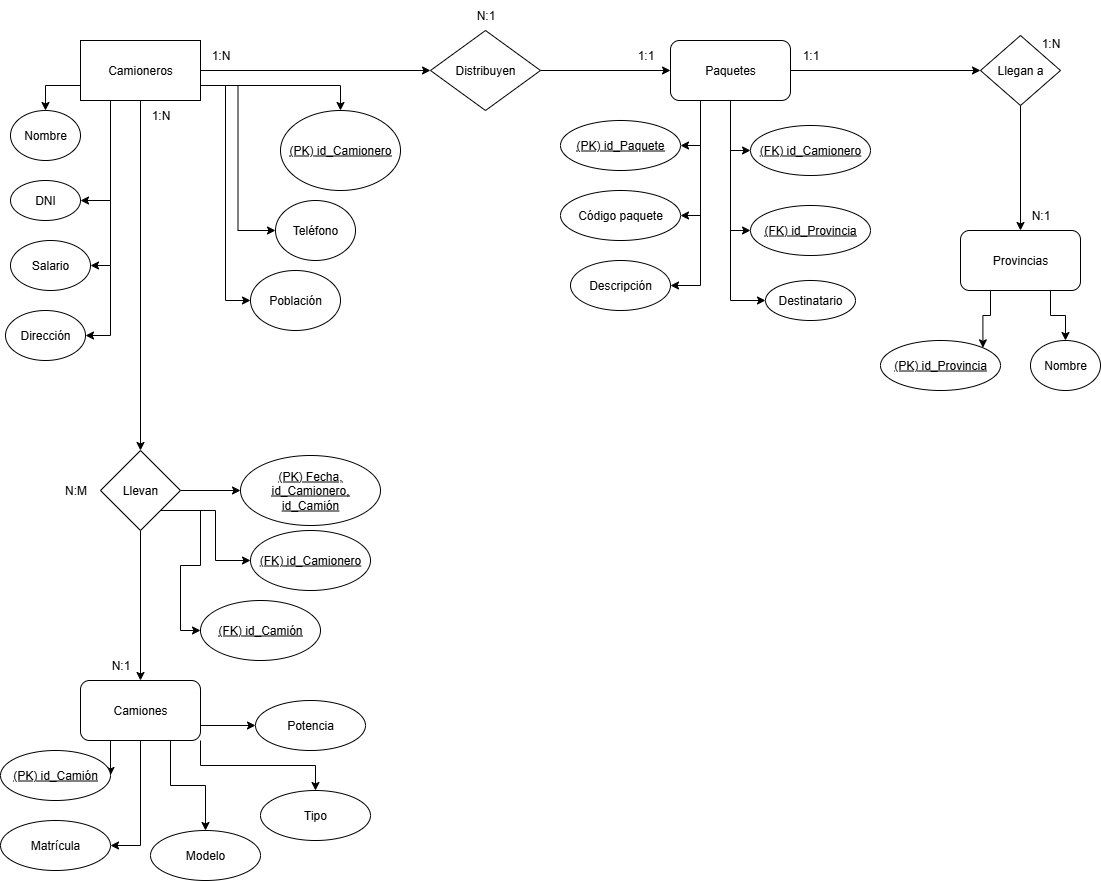 N:1
Camioneros
1:N
Distribuyen
1:1
Paquetes
1:1
Llegan a
1:N
1:N
Nombre
(PK) id_Camionero
DNI
Teléfono
Salario
Población
Dirección
(PK) id_Paquete
(FK) id_Camionero
Código paquete
(FK) id_Provincia
Descripción
Destinatario
N:1
Provincias
(PK) id_Provincia
Nombre
N:M
Llevan
(PK) Fecha,
id_Camionero,
id_Camión
(FK) id_Camionero
(FK) id_Camión
N:1
Camiones
Potencia
(PK) id_Camión
Tipo
Matrícula
Modelo